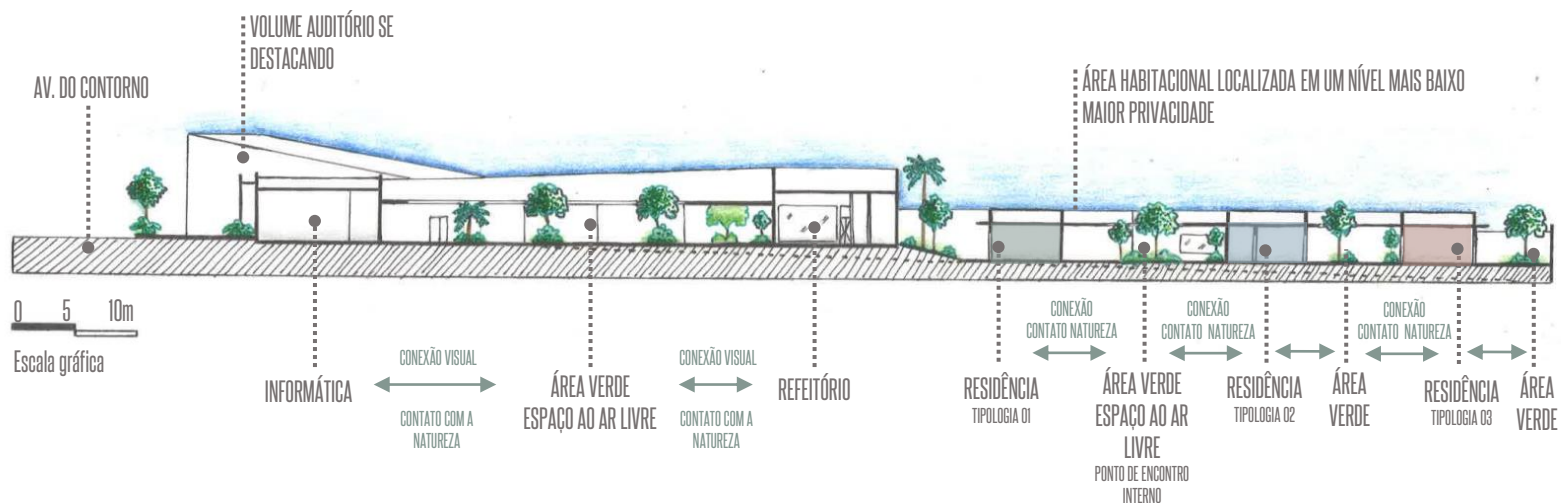 VOLUME AUDITÓRIO SE
DESTACANDO
AV. DO CONTORNO
ÁREA HABITACIONAL LOCALIZADA EM UM NÍVEL MAIS BAIXO
MAIOR PRIVACIDADE
0 5 10m
Escala gráfica
INFORMÁTICA
CONEXÃO VISUAL
CONTATO COM A
NATUREZA
ÁREA VERDE
ESPAÇO AO AR LIVRE
CONEXÃO VISUAL
CONTATO COM A
NATUREZA
REFEITÓRIO
RESIDÊNCIA
TIPOLOGIA 01
CONEXÃO
CONTATO NATUREZA
ÁREA VERDE
ESPAÇO AO AR
LIVRE
PONTO DE ENCONTRO
INTERNO
CONEXÃO
CONTATO NATUREZA
RESIDÊNCIA
TIPOLOGIA 02
ÁREA
VERDE
CONEXÃO
CONTATO NATUREZA
RESIDÊNCIA
TIPOLOGIA 03
ÁREA
VERDE